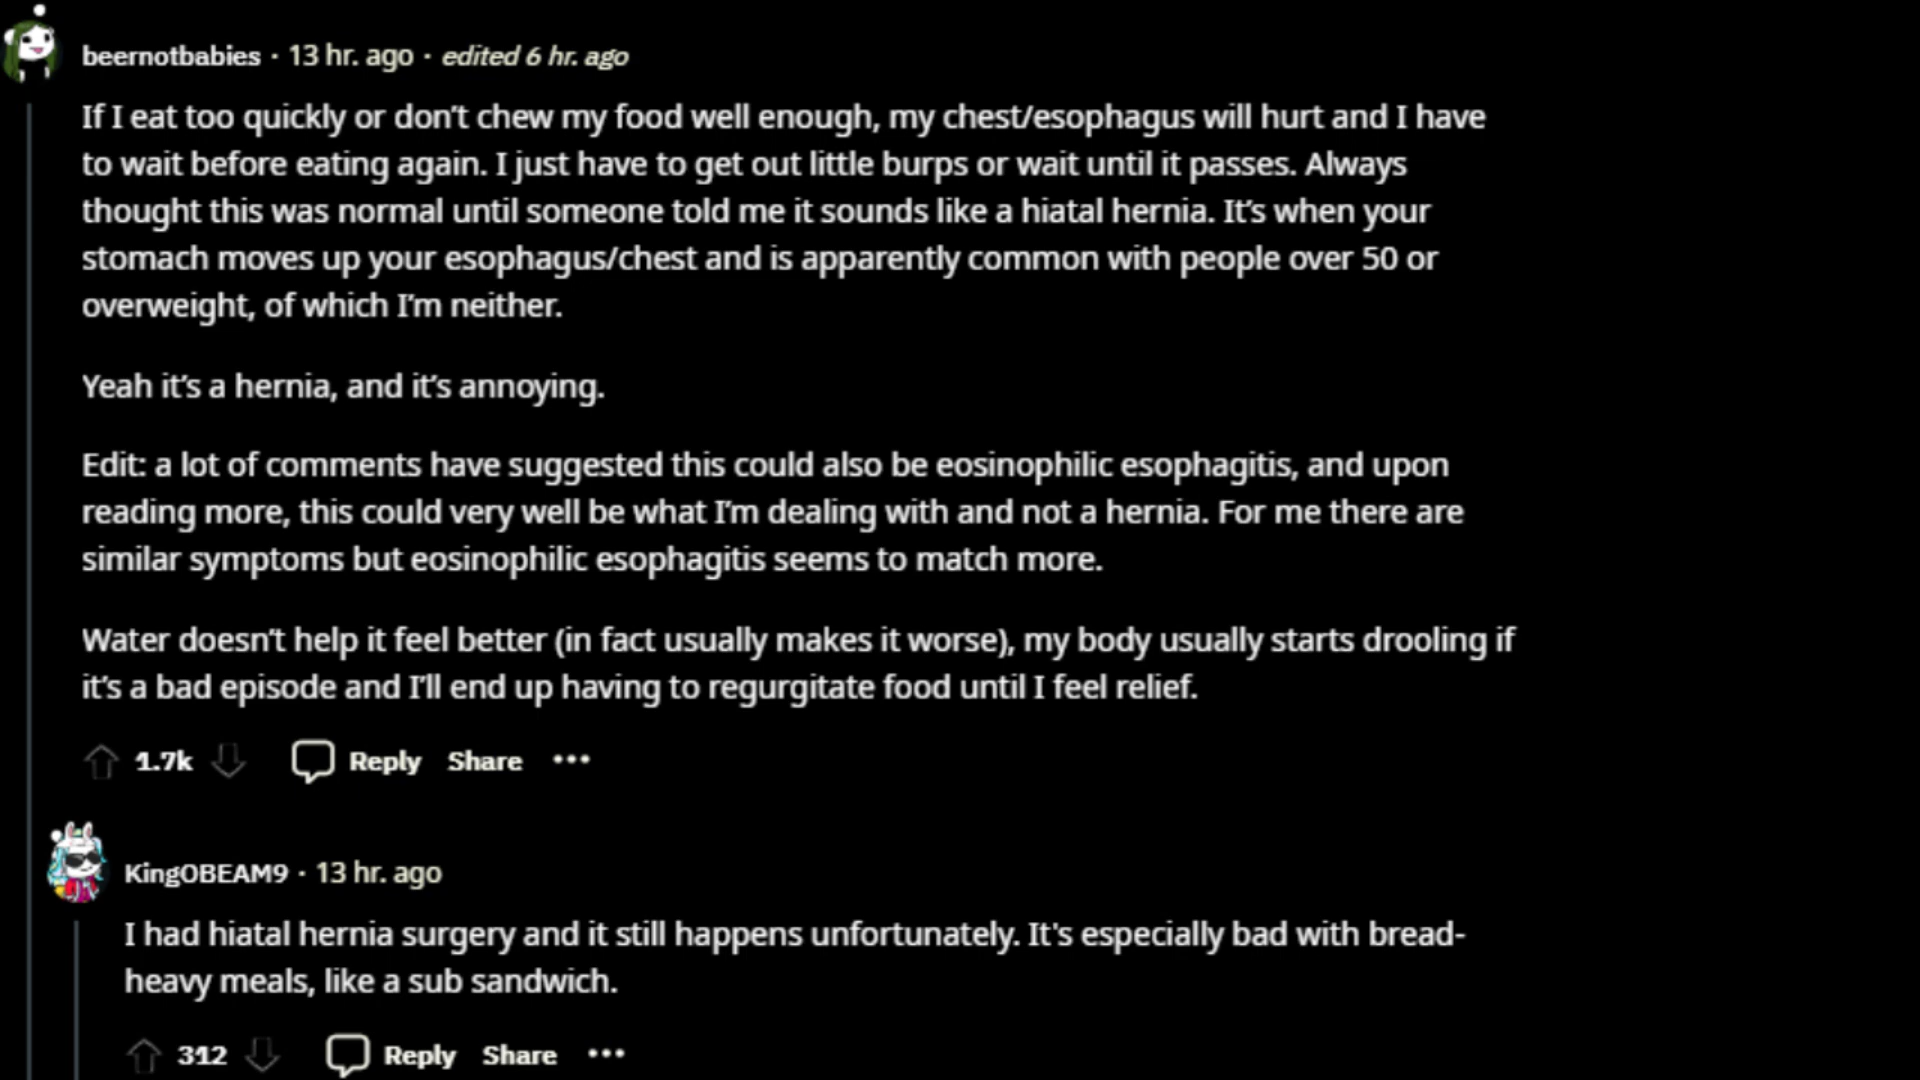 beernotbabies · 13 hr. ago · edited 6 hr. ago
If I eat too quickly or don't chew my food well enough, my chest/esophagus will hurt and I have
to wait before eating again. I just have to get out little burps or wait until it passes. Always
thought this was normal until someone told me it sounds like a hiatal hernia. It's when your
stomach moves up your esophagus/chest and is apparently common with people over 50 or
overweight, of which I'm neither.
Yeah it's a hernia, and it's annoying.
Edit: a lot of comments have suggested this could also be eosinophilic esophagitis, and upon
reading more, this could very well be what I'm dealing with and not a hernia. For me there are
similar symptoms but eosinophilic esophagitis seems to match more.
Water doesn't help it feel better (in fact usually makes it worse), my body usually starts drooling if
it's a bad episode and I'll end up having to regurgitate food until I feel relief.
1.7k Reply Share •••
KingOBEAM9 · 13 hr. ago
I had hiatal hernia surgery and it still happens unfortunately. It's especially bad with bread-
heavy meals, like a sub sandwich.
312 Reply Share •••